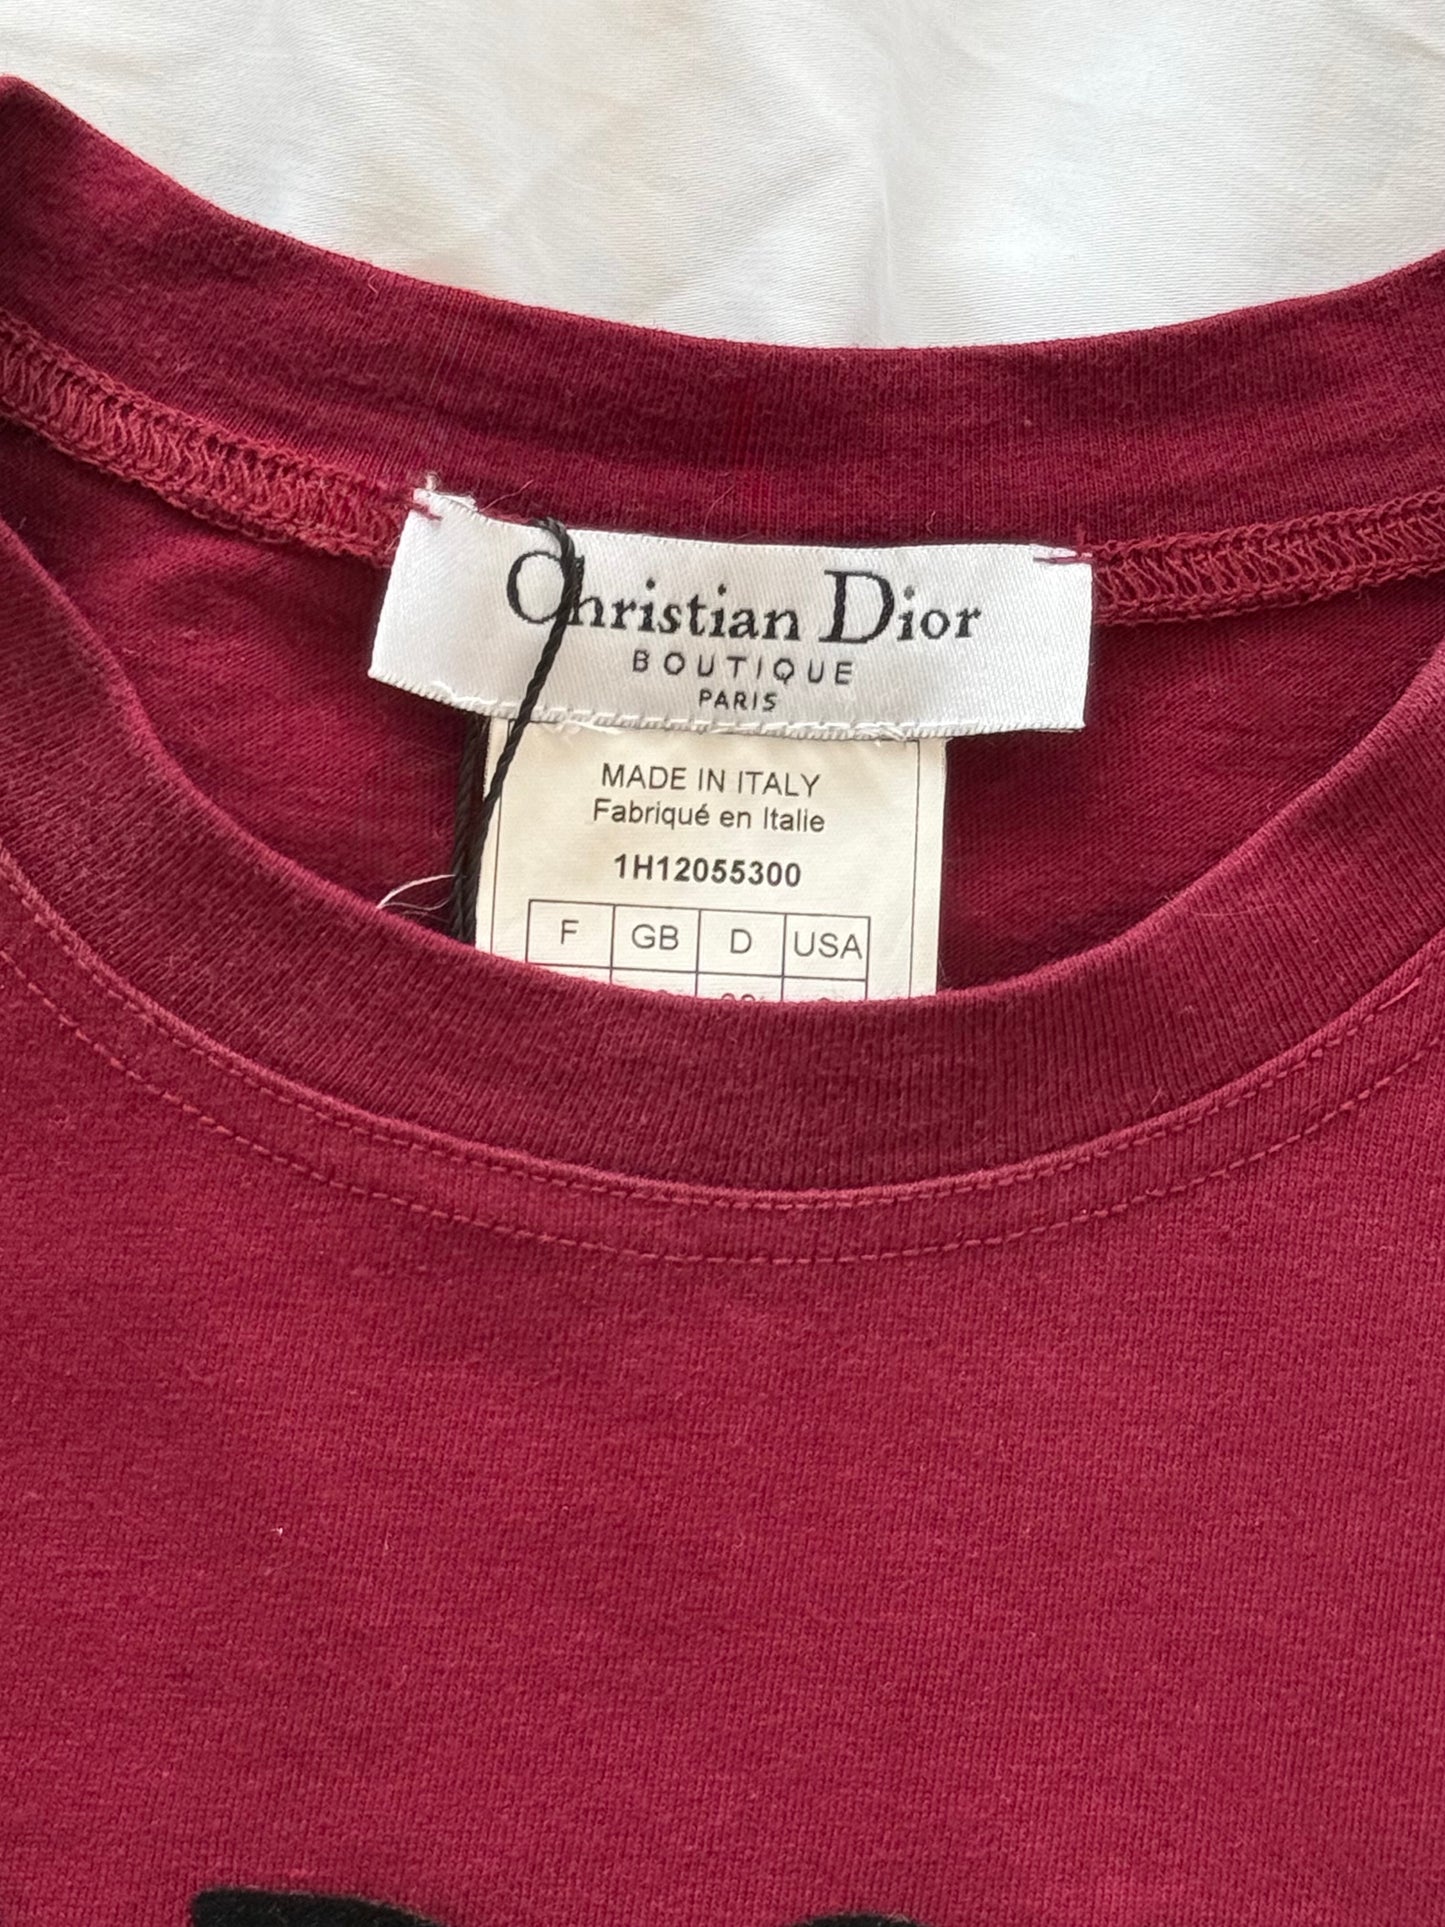 Christian Dior
BOUTIQUE
PARIS
MADE IN ITALY
Fabriqué en Italie
1H12055300
F GB D USA